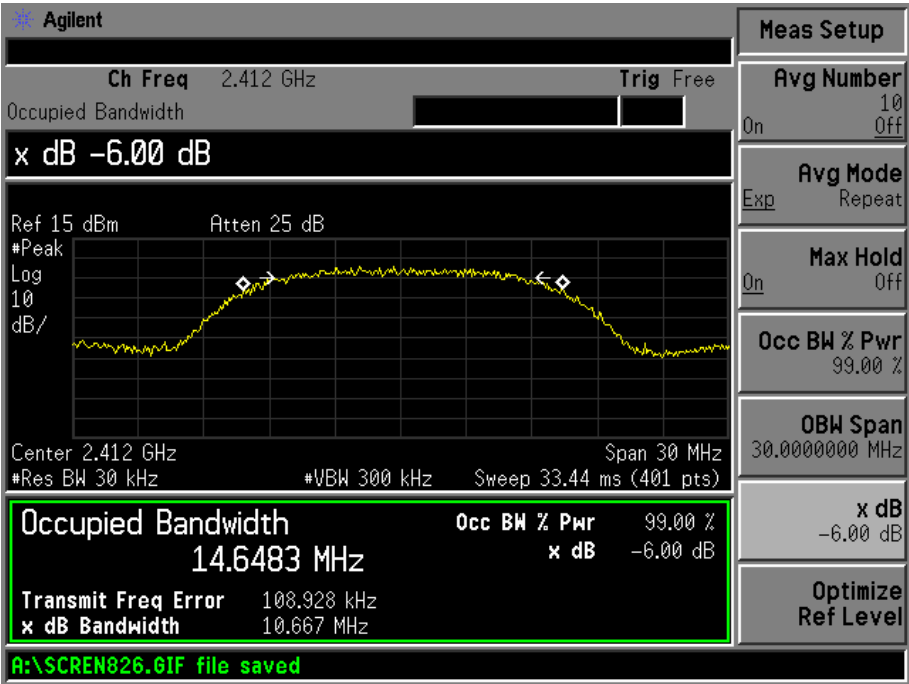 Agilent
Meas Setup
Ch Freq 2.412 GHz Trig Free
Occupied Bandwidth
x dB -6.00 dB
Ref 15 dBm Atten 25 dB
#Peak
Log
10
dB/
Center 2.412 GHz Span 30 MHz
#Res BW 30 kHz #VBW 300 kHz Sweep 33.44 ms (401 pts)
Occupied Bandwidth Occ BW % Pwr 99.00 %
14.6483 MHz x dB -6.00 dB
Transmit Freq Error 108.928 kHz
x dB Bandwidth 10.667 MHz
A:\SCREN826.GIF file saved
Avg Number
10
On Off
Avg Mode
Exp Repeat
Max Hold
On Off
Occ BW % Pwr
99.00 %
OBW Span
30.0000000 MHz
x dB
-6.00 dB
Optimize
Ref Level